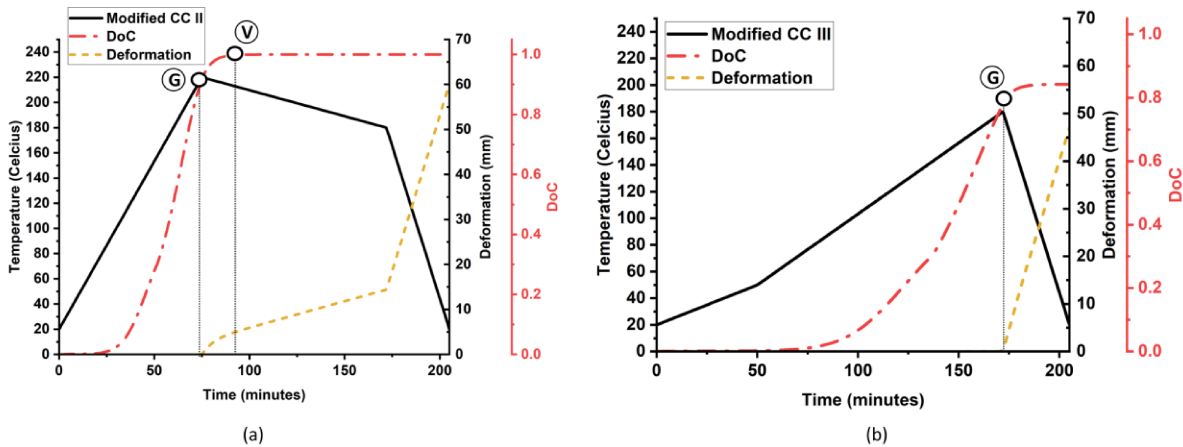 Modified CC II
DoC
Deformation
G
V
Temperature (Celcius)
240
220
200
180
160
140
120
100
80
60
40
20
0
0 50 100 150 200
Time (minutes)
70
60
50
40
30
20
10
0
Deformation (mm)
1.0
0.8
0.6
0.4
0.2
0.0
DoC
(a)
Modified CC III
DoC
Deformation
G
Temperature (Celcius)
240
220
200
180
160
140
120
100
80
60
40
20
0
0 50 100 150 200
Time (minutes)
70
60
50
40
30
20
10
0
Deformation (mm)
1.0
0.8
0.6
0.4
0.2
0.0
DoC
(b)